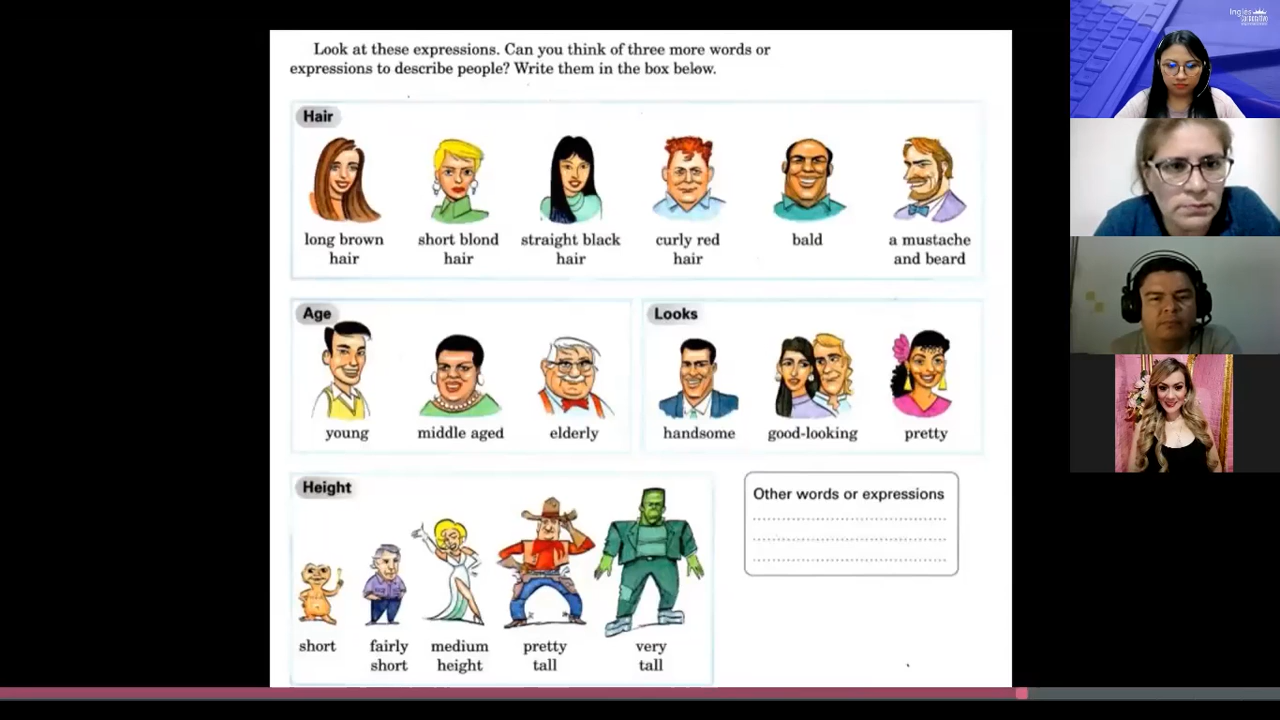 Look at these expressions. Can you think of three more words or
expressions to describe people? Write them in the box below.
Hair
long brown
hair
short blond
hair
straight black
hair
curly red
hair
bald
a mustache
and beard
Age
young
middle aged
elderly
Looks
handsome
good-looking
pretty
Height
short
fairly
short
medium
height
pretty
tall
very
tall
Other words or expressions
Ingles